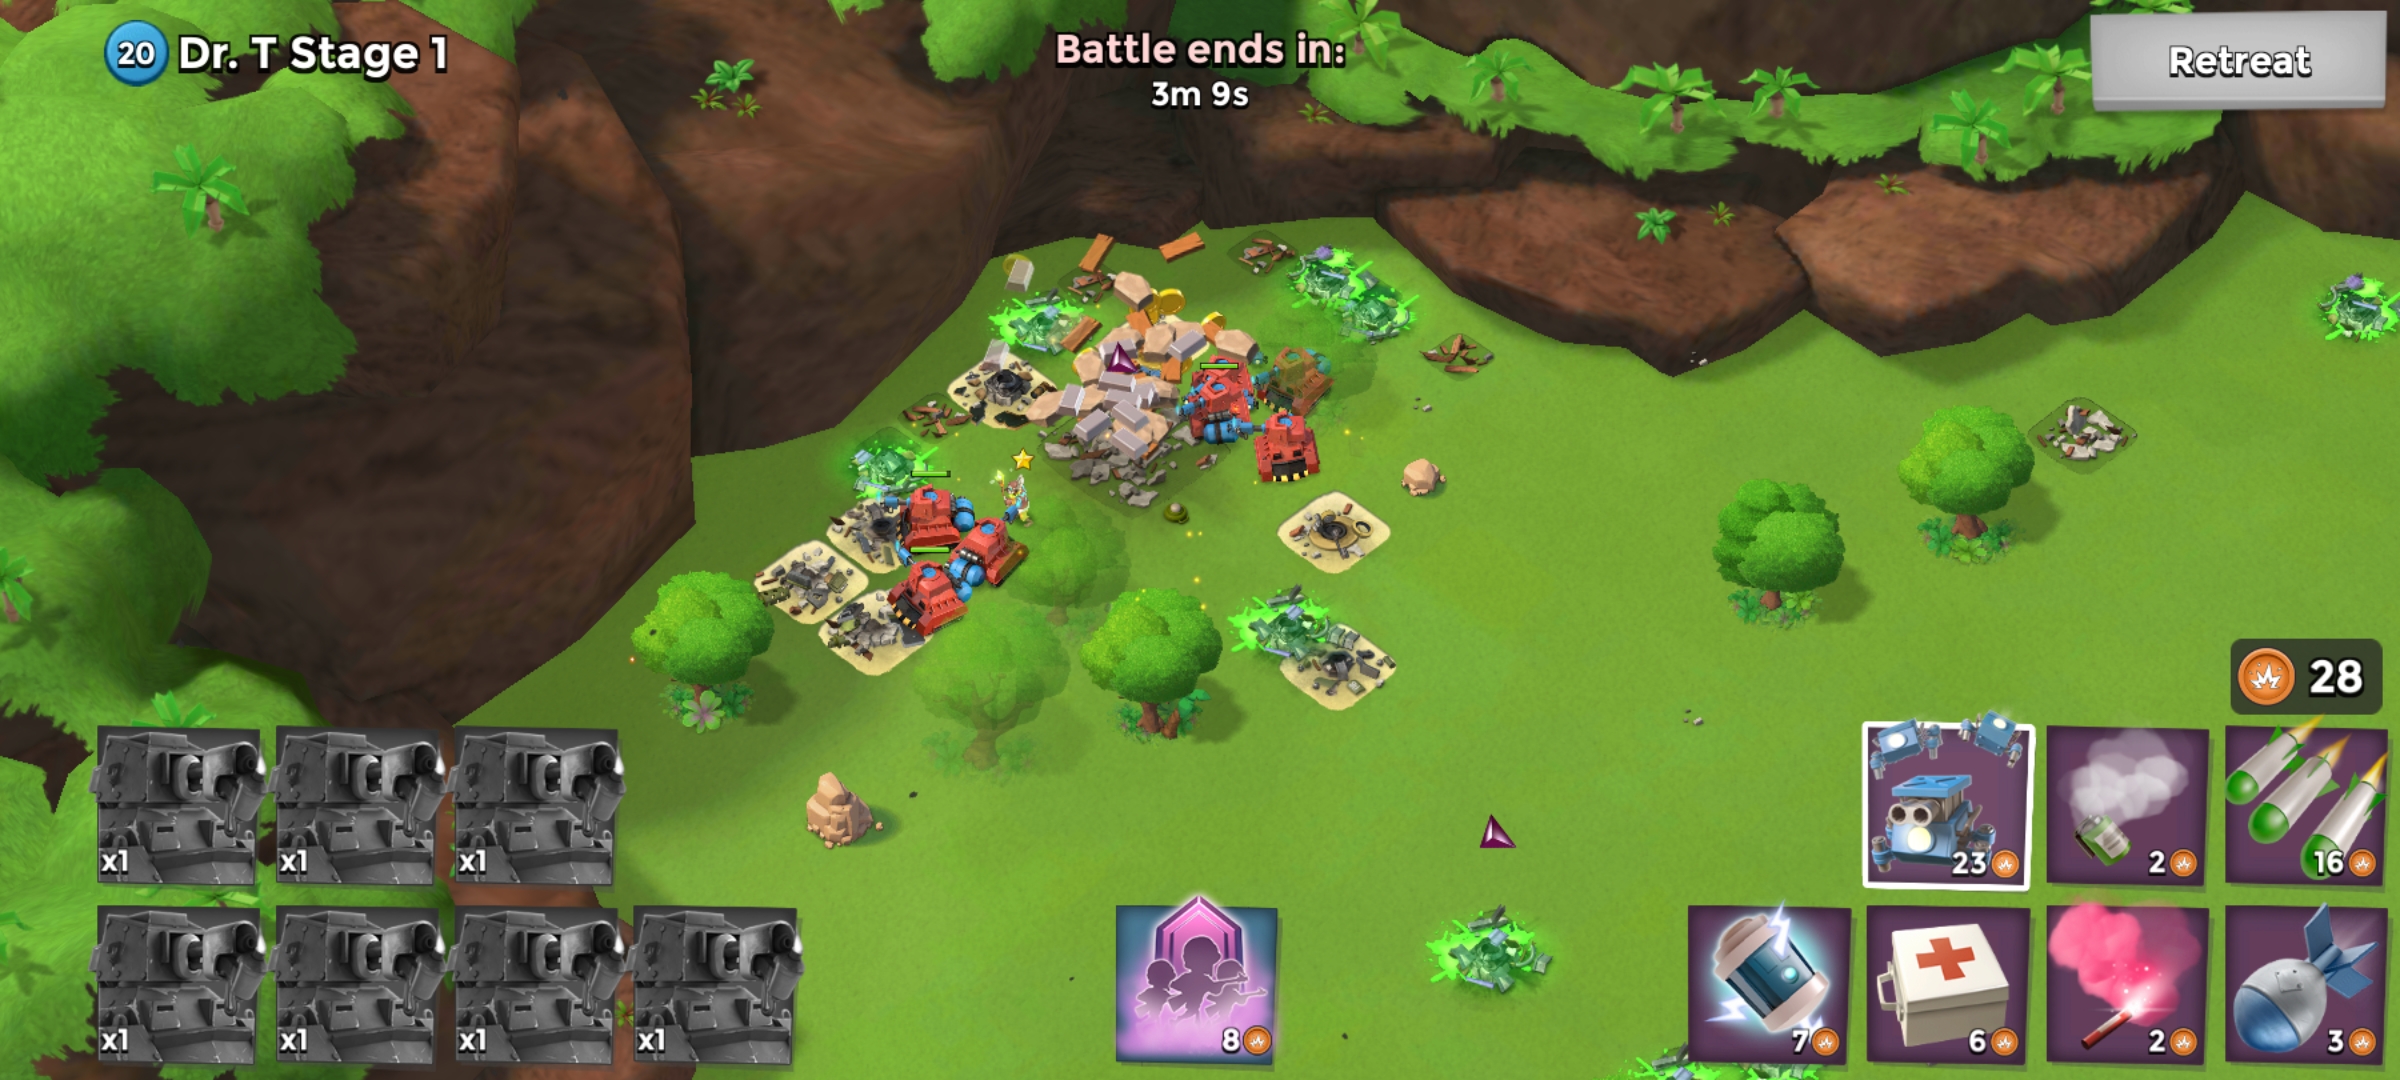 20 Dr. T Stage 1
Battle ends in:
3m 9s
Retreat
28
x1 x1 x1
23 2 16
x1 x1 x1 x1
8
7 6 2 3